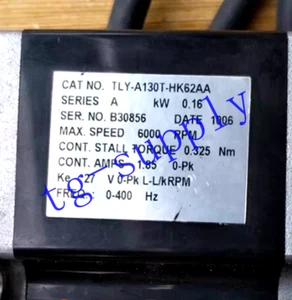 CAT NO. TLY-A130T-HK62AA
SERIES A kW 0.16
SER. NO. B30856 DATE 1006
MAX. SPEED 6000 RPM
CONT. STALL TORQUE 0.325 Nm
CONT. AMPS 1.85 0-Pk
Ke 27 V 0-Pk L-L/kRPM
FREQ. 0-400 Hz
tg-supply